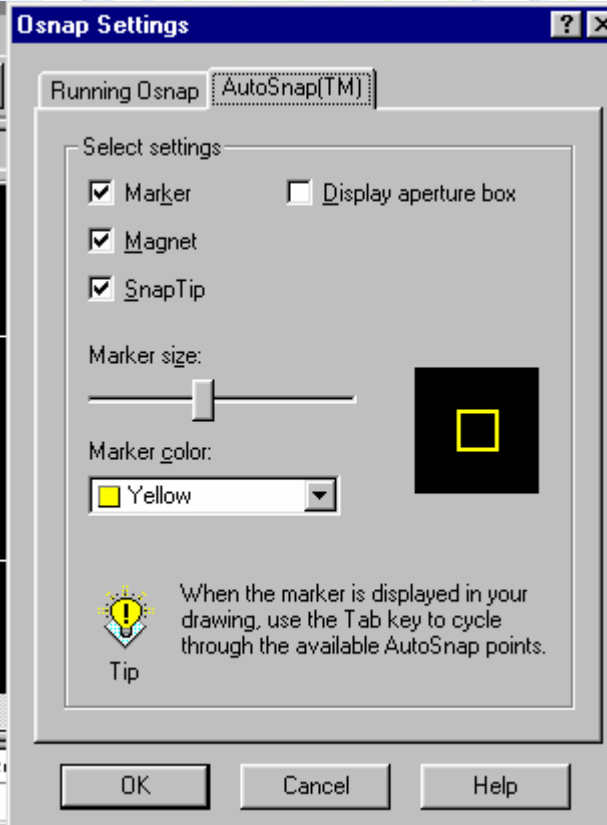 Osnap Settings
Running Osnap
AutoSnap(TM)
Select settings
Marker
Display aperture box
Magnet
SnapTip
Marker size:
Marker color:
Yellow
When the marker is displayed in your
drawing, use the Tab key to cycle
through the available AutoSnap points.
Tip
OK
Cancel
Help